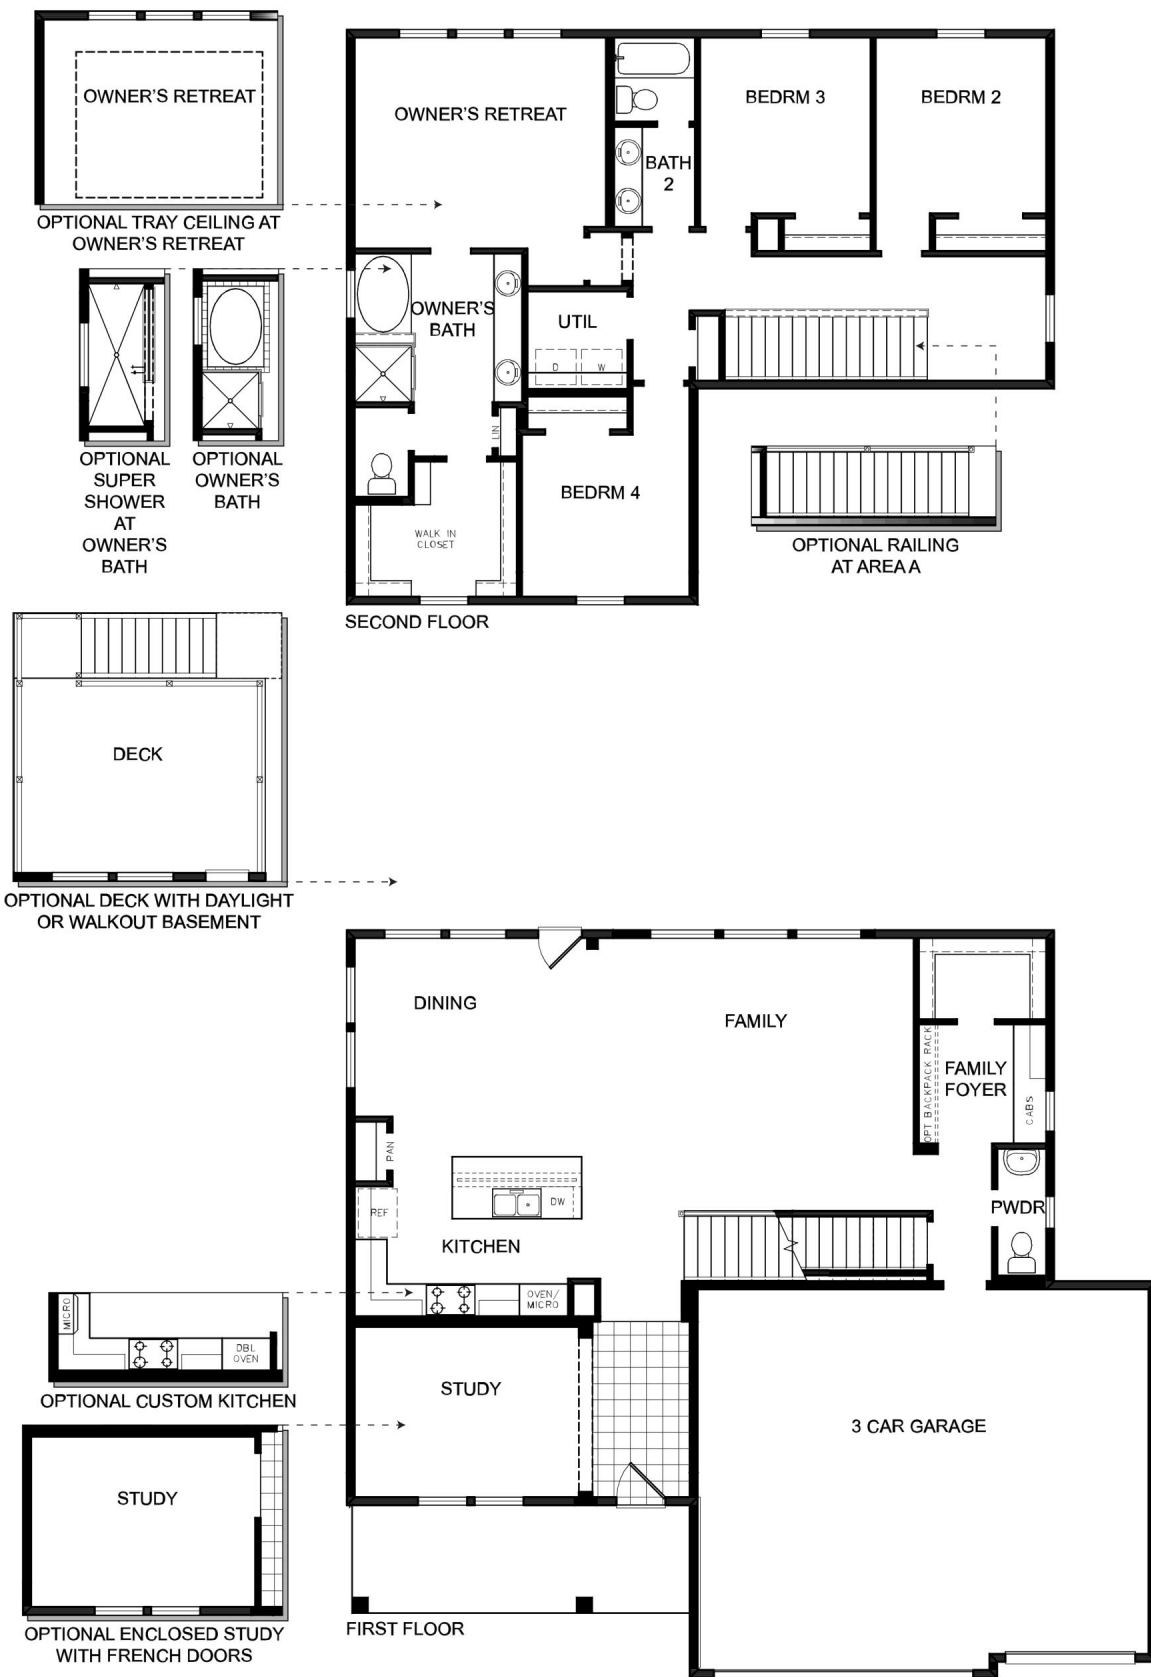 OWNER'S RETREAT
OPTIONAL TRAY CEILING AT
OWNER'S RETREAT
OPTIONAL
SUPER
SHOWER
AT
OWNER'S
BATH
OPTIONAL
OWNER'S
BATH
OWNER'S RETREAT
BATH
2
BEDRM 3
BEDRM 2
OWNER'S
BATH
UTIL
D
W
LIN
BEDRM 4
WALK IN
CLOSET
OPTIONAL RAILING
AT AREA A
SECOND FLOOR
DECK
OPTIONAL DECK WITH DAYLIGHT
OR WALKOUT BASEMENT
DINING
FAMILY
OPT BACKPACK RACK
FAMILY
FOYER
CABS
PAN
REF
DW
PWDR
KITCHEN
OVEN/
MICRO
MICRO
DBL
OVEN
OPTIONAL CUSTOM KITCHEN
STUDY
3 CAR GARAGE
STUDY
OPTIONAL ENCLOSED STUDY
WITH FRENCH DOORS
FIRST FLOOR